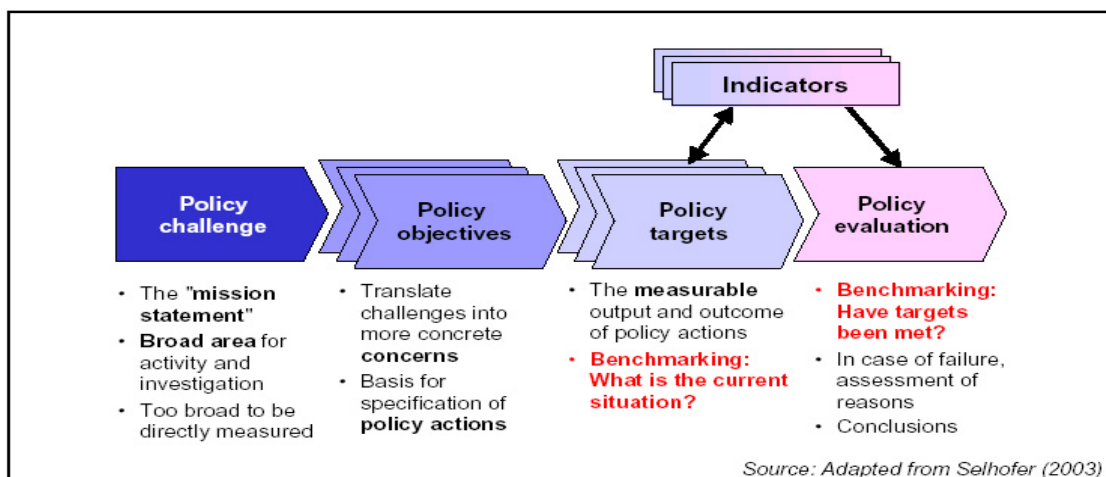 Indicators
Policy
challenge
Policy
objectives
Policy
targets
Policy
evaluation
• The "mission
statement"
• Broad area for
activity and
investigation
• Too broad to be
directly measured
• Translate
challenges into
more concrete
concerns
• Basis for
specification of
policy actions
• The measurable
output and outcome
of policy actions
• Benchmarking:
What is the current
situation?
• Benchmarking:
Have targets
been met?
• In case of failure,
assessment of
reasons
• Conclusions
Source: Adapted from Selhofer (2003)